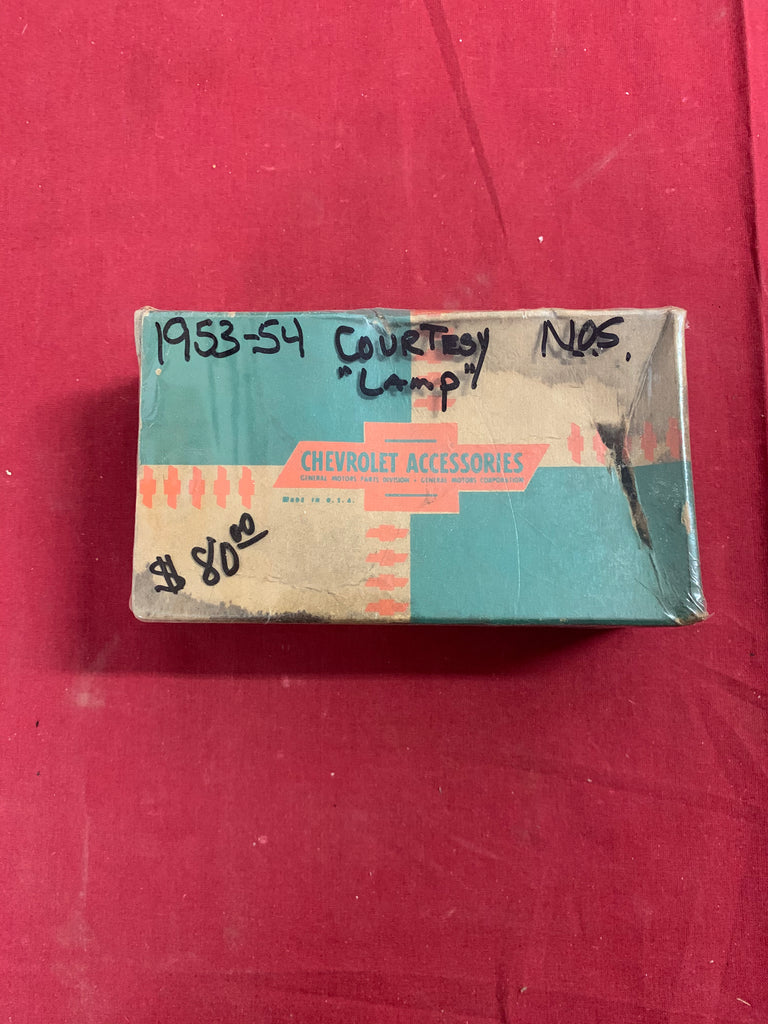 1953-54 COURTESY N.O.S.
"LAMP"
CHEVROLET ACCESSORIES
GENERAL MOTORS PARTS DIVISION · GENERAL MOTORS CORPORATION
MADE IN U.S.A.
$ 80.00